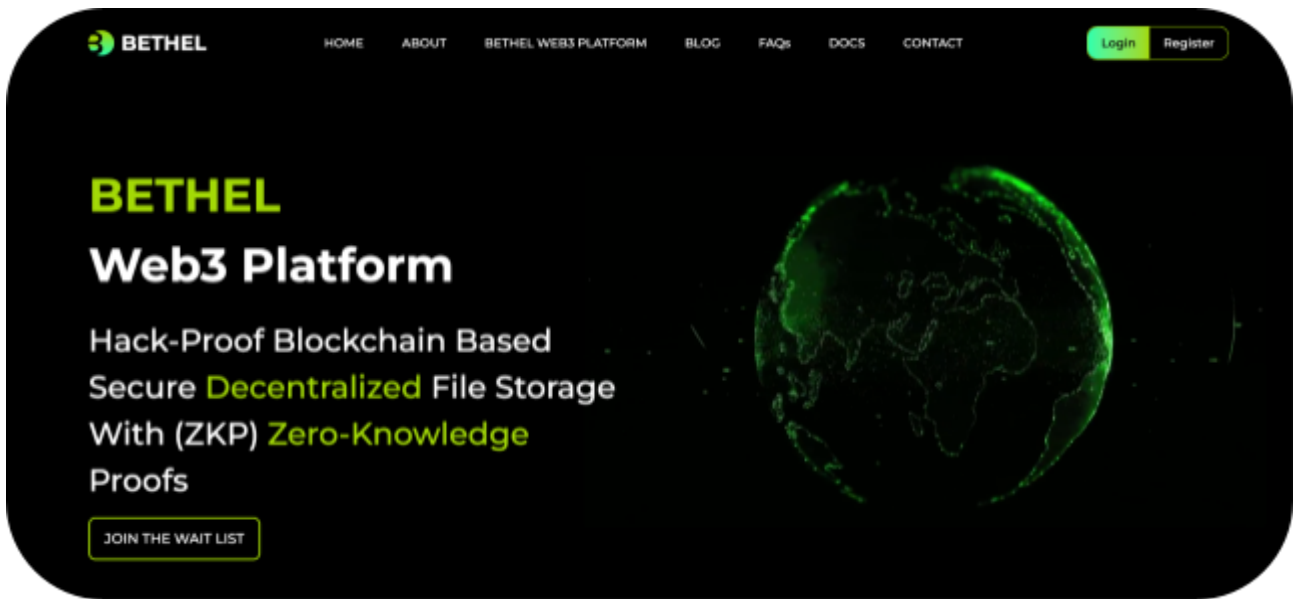 BETHEL
HOME ABOUT BETHEL WEB3 PLATFORM BLOG FAQs DOCS CONTACT
Login Register
BETHEL
Web3 Platform
Hack-Proof Blockchain Based
Secure Decentralized File Storage
With (ZKP) Zero-Knowledge
Proofs
JOIN THE WAIT LIST